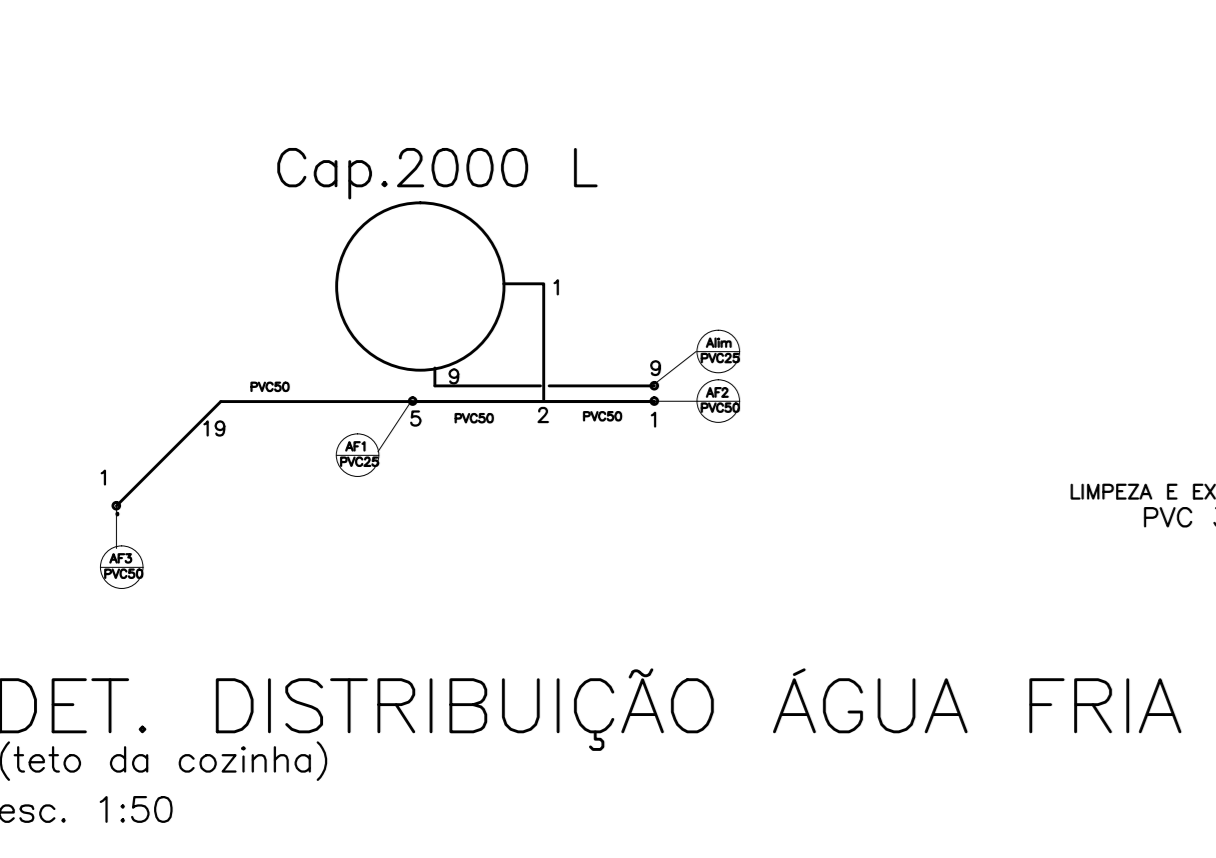 Cap.2000 L
1
Alim
PVC25
9
9
PVC50
AF2
PVC50
5
PVC50
2
PVC50
1
19
AF1
PVC25
1
LIMPEZA E EX
PVC
AF3
PVC50
DET. DISTRIBUIÇÃO ÁGUA FRIA
(teto da cozinha)
esc. 1:50